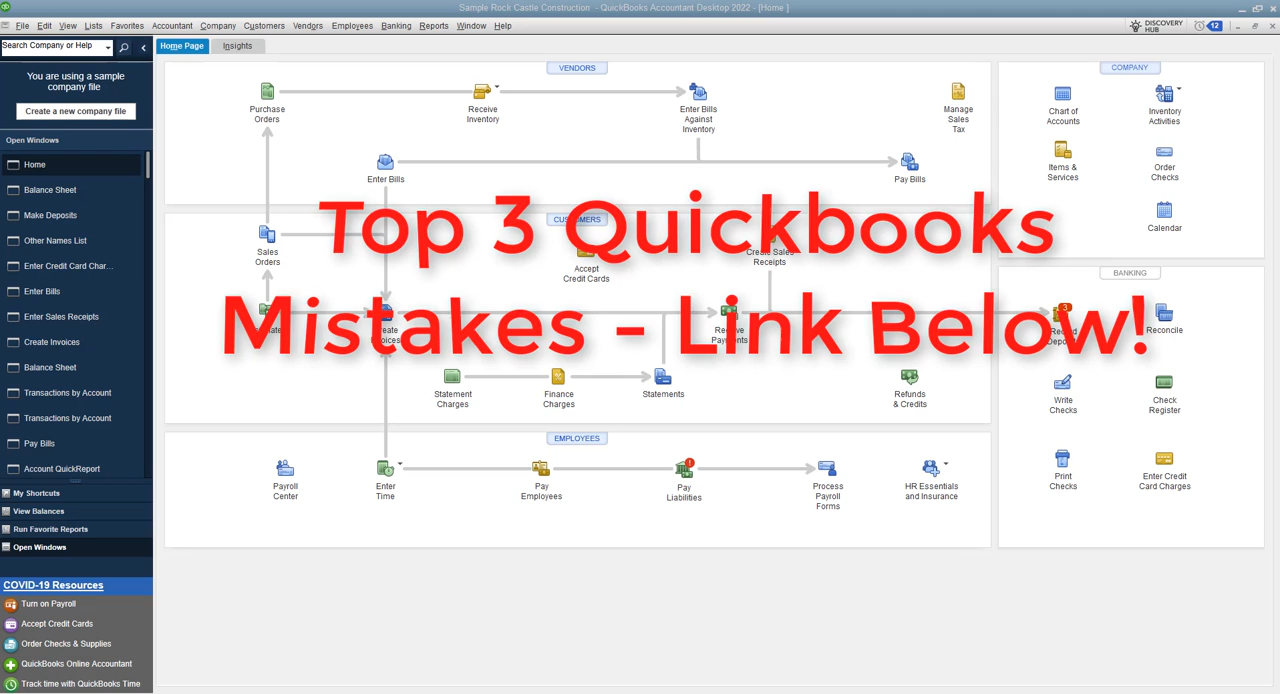 Sample Rock Castle Construction - QuickBooks Accountant Desktop 2022 - [Home ]
File Edit View Lists Favorites Accountant Company Customers Vendors Employees Banking Reports Window Help
DISCOVERY
HUB
12
Search Company or Help
Home Page
Insights
You are using a sample
company file
Create a new company file
Open Windows
Home
Balance Sheet
Make Deposits
Other Names List
Enter Credit Card Char...
Enter Bills
Enter Sales Receipts
Create Invoices
Balance Sheet
Transactions by Account
Transactions by Account
Pay Bills
Account QuickReport
My Shortcuts
View Balances
Run Favorite Reports
Open Windows
COVID-19 Resources
Turn on Payroll
Accept Credit Cards
Order Checks & Supplies
QuickBooks Online Accountant
Track time with QuickBooks Time
VENDORS
Purchase
Orders
Receive
Inventory
Enter Bills
Against
Inventory
Manage
Sales
Tax
Enter Bills
Pay Bills
Top 3 Quickbooks
Mistakes - Link Below!
CUSTOMERS
Sales
Orders
Accept
Credit Cards
Create Sales
Receipts
Statement
Charges
Finance
Charges
Statements
Refunds
& Credits
EMPLOYEES
Payroll
Center
Enter
Time
Pay
Employees
Pay
Liabilities
Process
Payroll
Forms
HR Essentials
and Insurance
COMPANY
Chart of
Accounts
Inventory
Activities
Items &
Services
Order
Checks
Calendar
BANKING
3
Reconcile
Write
Checks
Check
Register
Print
Checks
Enter Credit
Card Charges